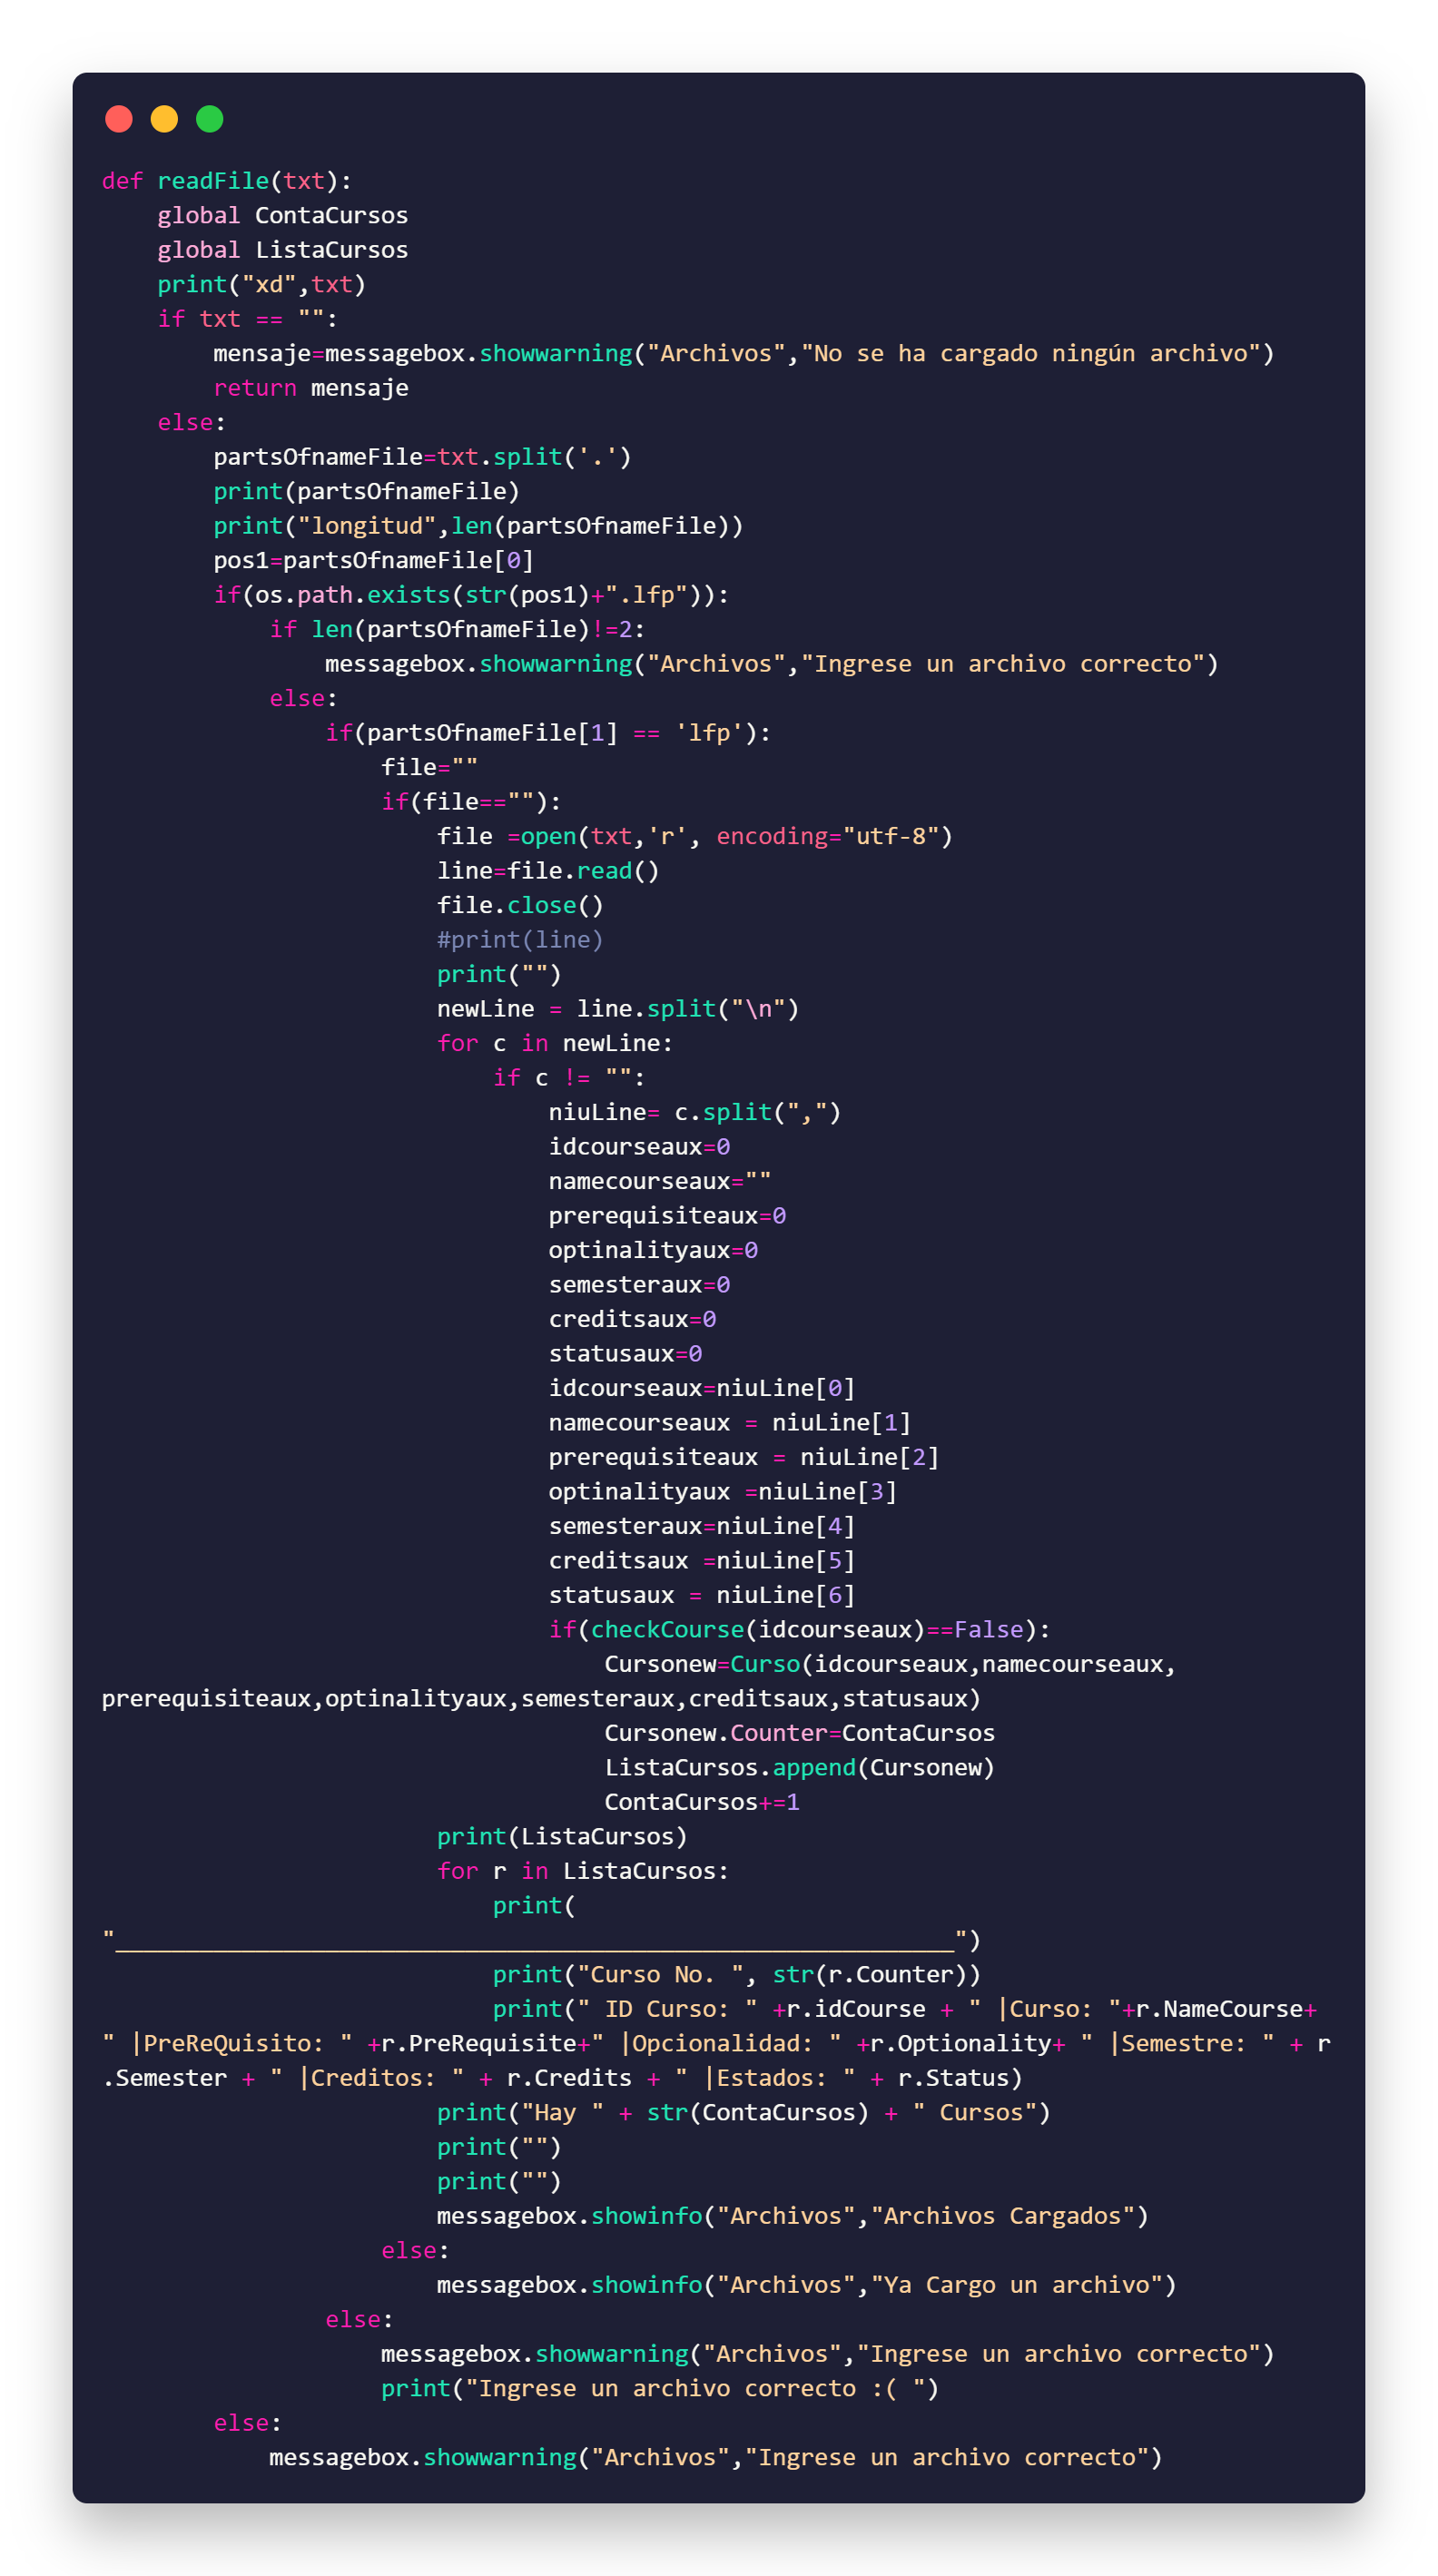 def readFile(txt):
    global ContaCursos
    global ListaCursos
    print("xd",txt)
    if txt == "":
        mensaje=messagebox.showwarning("Archivos","No se ha cargado ningún archivo")
        return mensaje
    else:
        partsOfnameFile=txt.split('.')
        print(partsOfnameFile)
        print("longitud",len(partsOfnameFile))
        pos1=partsOfnameFile[0]
        if(os.path.exists(str(pos1)+".lfp")):
            if len(partsOfnameFile)!=2:
                messagebox.showwarning("Archivos","Ingrese un archivo correcto")
            else:
                if(partsOfnameFile[1] == 'lfp'):
                    file=""
                    if(file==""):
                        file =open(txt,'r', encoding="utf-8")
                        line=file.read()
                        file.close()
                        #print(line)
                        print("")
                        newLine = line.split("\n")
                        for c in newLine:
                            if c != "":
                                niuLine= c.split(",")
                                idcourseaux=0
                                namecourseaux=""
                                prerequisiteaux=0
                                optinalityaux=0
                                semesteraux=0
                                creditsaux=0
                                statusaux=0
                                idcourseaux=niuLine[0]
                                namecourseaux = niuLine[1]
                                prerequisiteaux = niuLine[2]
                                optinalityaux =niuLine[3]
                                semesteraux=niuLine[4]
                                creditsaux =niuLine[5]
                                statusaux = niuLine[6]
                                if(checkCourse(idcourseaux)==False):
                                    Cursonew=Curso(idcourseaux,namecourseaux,
prerequisiteaux,optinalityaux,semesteraux,creditsaux,statusaux)
                                    Cursonew.Counter=ContaCursos
                                    ListaCursos.append(Cursonew)
                                    ContaCursos+=1
                        print(ListaCursos)
                        for r in ListaCursos:
                            print(
"____________________________________________________________")
                            print("Curso No. ", str(r.Counter))
                            print(" ID Curso: " +r.idCourse + " |Curso: "+r.NameCourse+
" |PreReQuisito: " +r.PreRequisite+" |Opcionalidad: " +r.Optionality+ " |Semestre: " + r
.Semester + " |Creditos: " + r.Credits + " |Estados: " + r.Status)
                        print("Hay " + str(ContaCursos) + " Cursos")
                        print("")
                        print("")
                        messagebox.showinfo("Archivos","Archivos Cargados")
                    else:
                        messagebox.showinfo("Archivos","Ya Cargo un archivo")
                else:
                    messagebox.showwarning("Archivos","Ingrese un archivo correcto")
                    print("Ingrese un archivo correcto :( ")
        else:
            messagebox.showwarning("Archivos","Ingrese un archivo correcto")